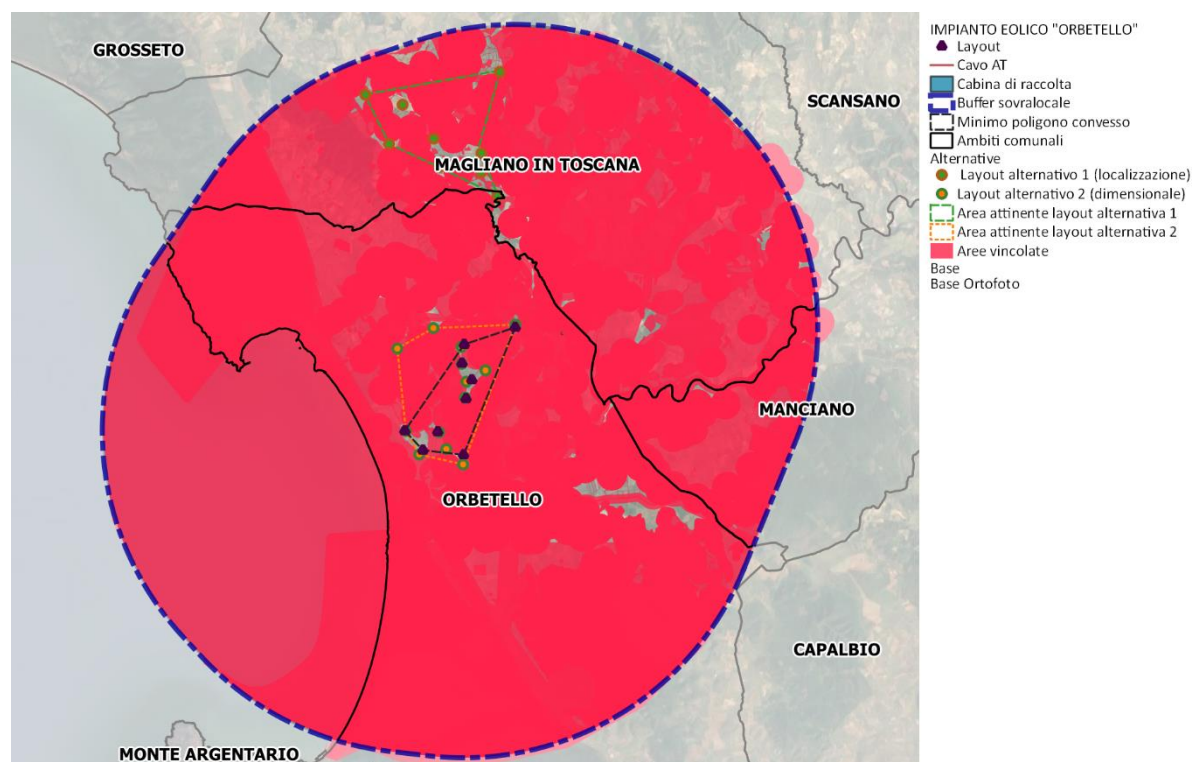 GROSSETO
SCANSANO
MAGLIANO IN TOSCANA
MANCIANO
ORBETELLO
CAPALBIO
MONTE ARGENTARIO
IMPIANTO EOLICO "ORBETELLO"
Layout
Cavo AT
Cabina di raccolta
Buffer sovralocale
Minimo poligono convesso
Ambiti comunali
Alternative
Layout alternativo 1 (localizzazione)
Layout alternativo 2 (dimensionale)
Area attinente layout alternativa 1
Area attinente layout alternativa 2
Aree vincolate
Base
Base Ortofoto